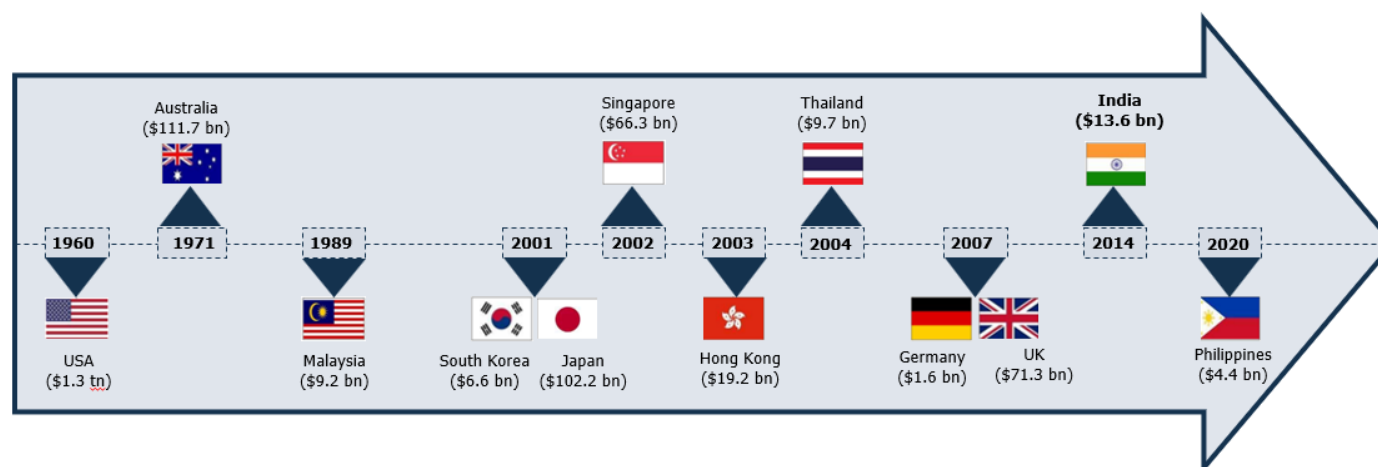 Australia
($111.7 bn)
Singapore
($66.3 bn)
Thailand
($9.7 bn)
India
($13.6 bn)
1960
1971
1989
2001
2002
2003
2004
2007
2014
2020
USA
($1.3 tn)
Malaysia
($9.2 bn)
South Korea
($6.6 bn)
Japan
($102.2 bn)
Hong Kong
($19.2 bn)
Germany
($1.6 bn)
UK
($71.3 bn)
Philippines
($4.4 bn)